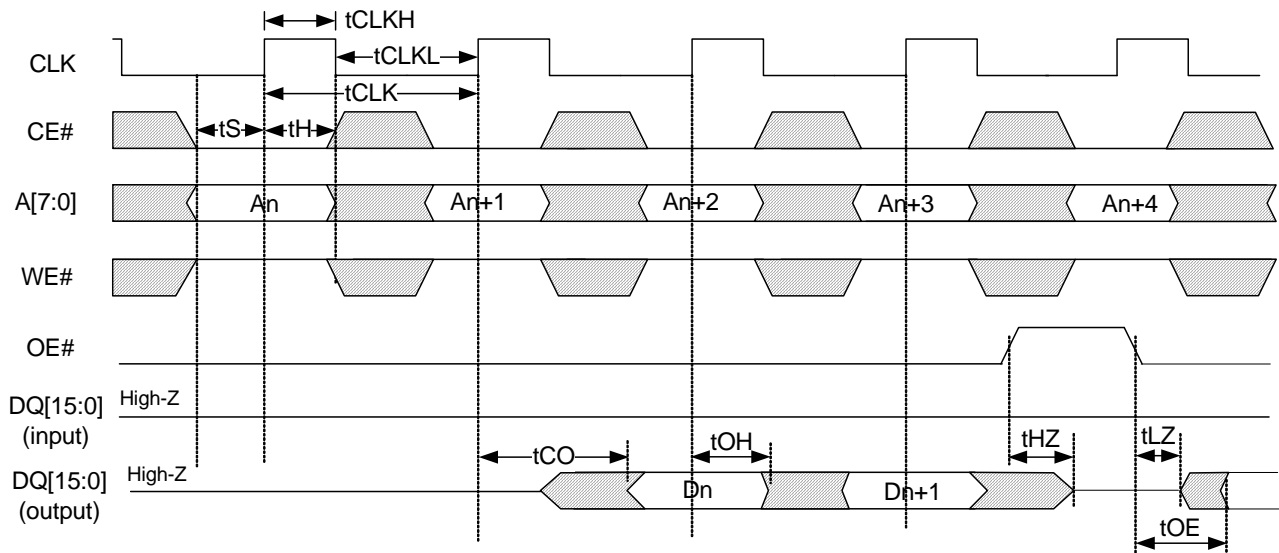 tCLKH
CLK
tCLKL
tCLK
CE#
tS
tH
A[7:0]
An
An+1
An+2
An+3
An+4
WE#
OE#
DQ[15:0]
(input)
High-Z
tCO
tOH
tHZ
tLZ
DQ[15:0]
(output)
High-Z
Dn
Dn+1
tOE